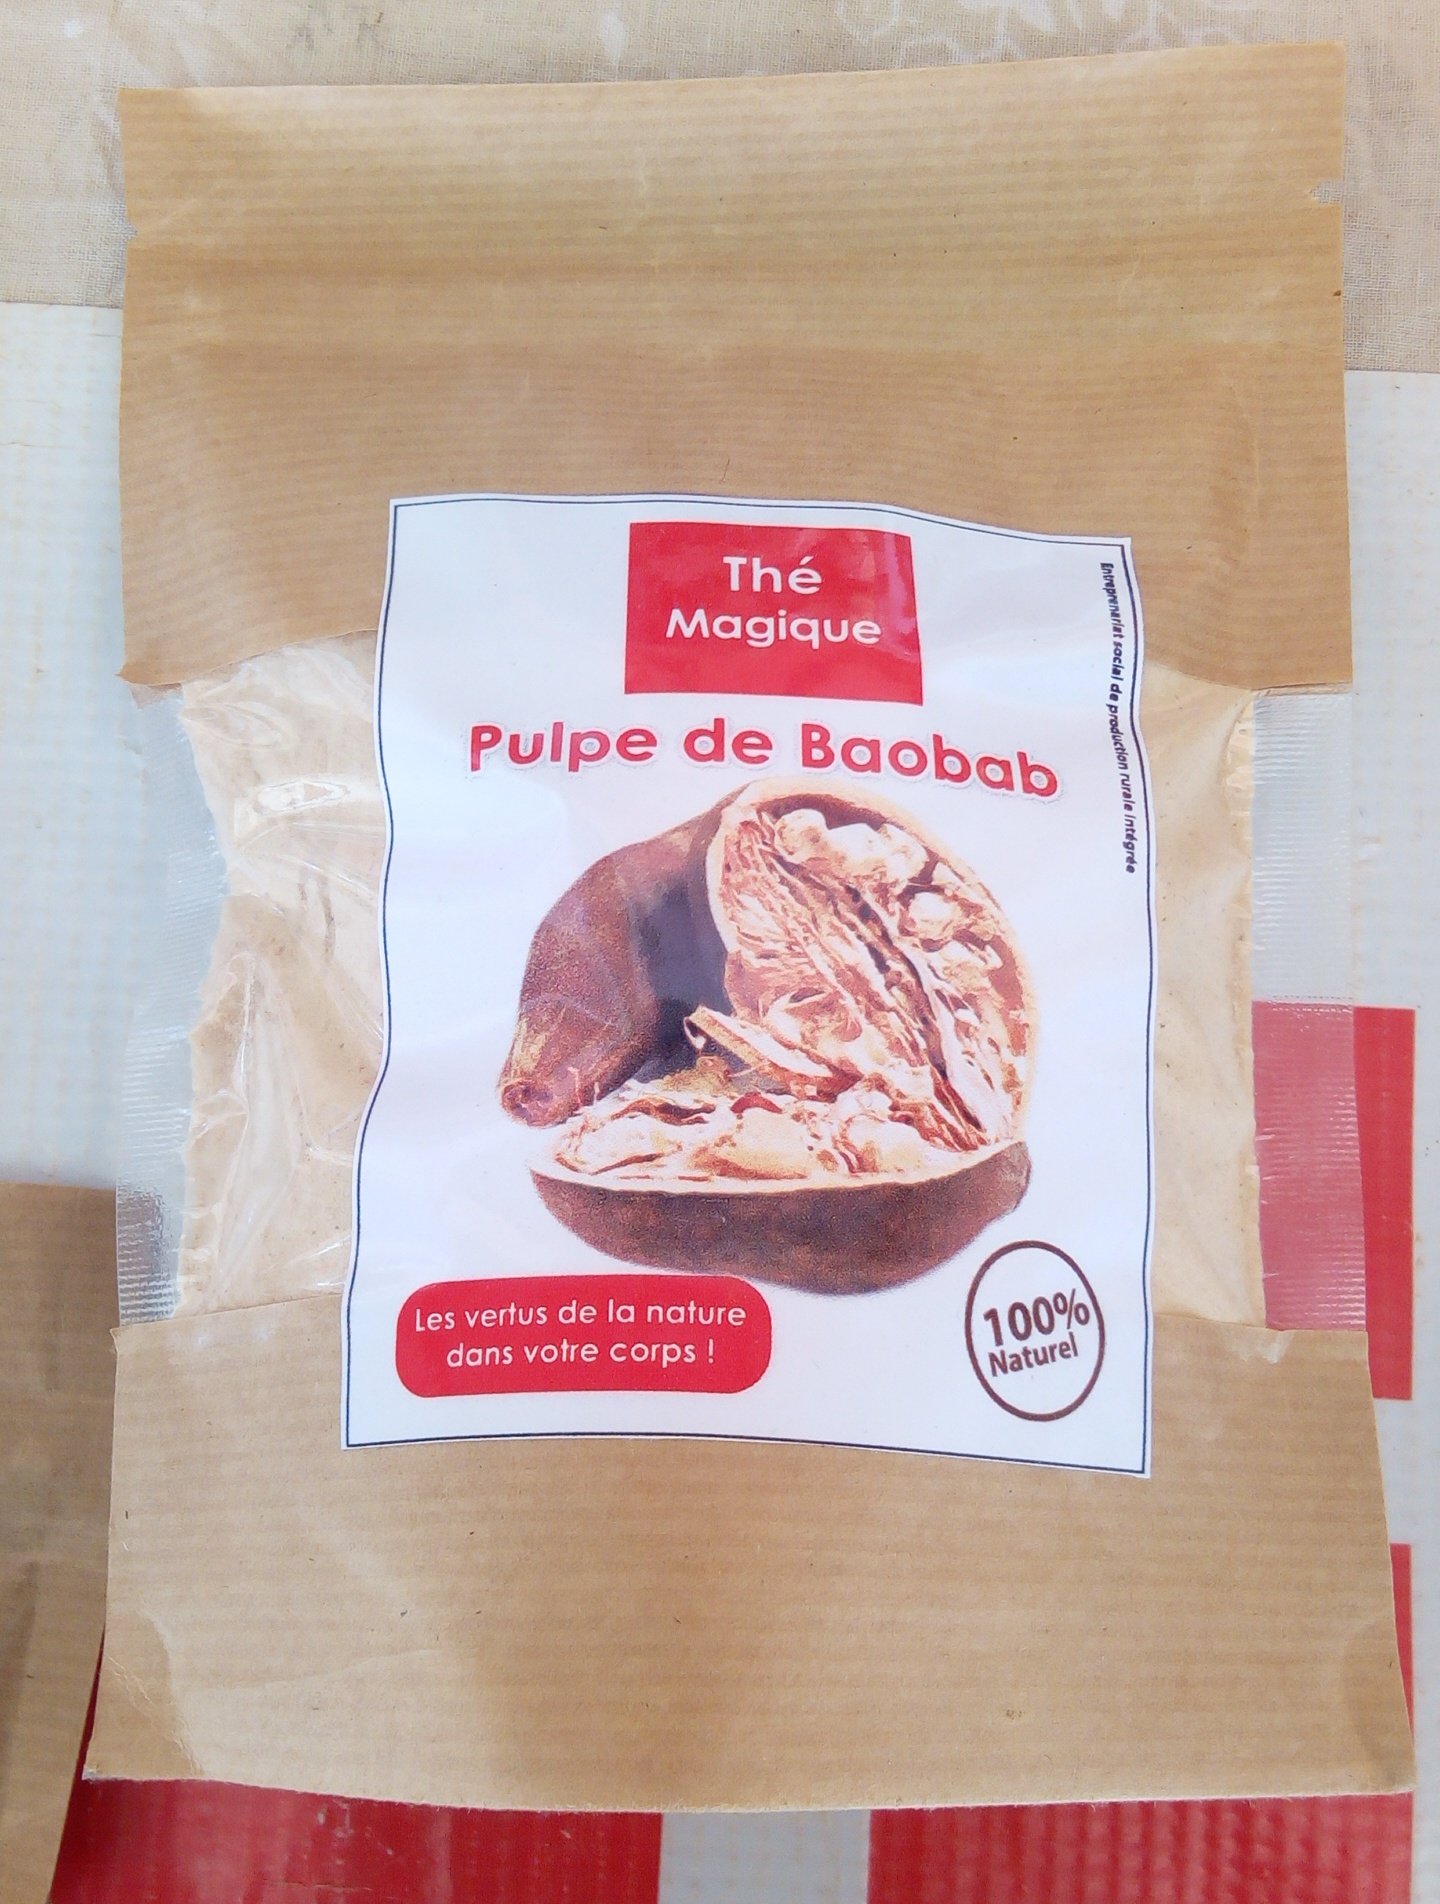 Thé
Magique
Pulpe de Baobab
Entreprenariat social de production rurale intégrée
Les vertus de la nature
dans votre corps !
100%
Naturel